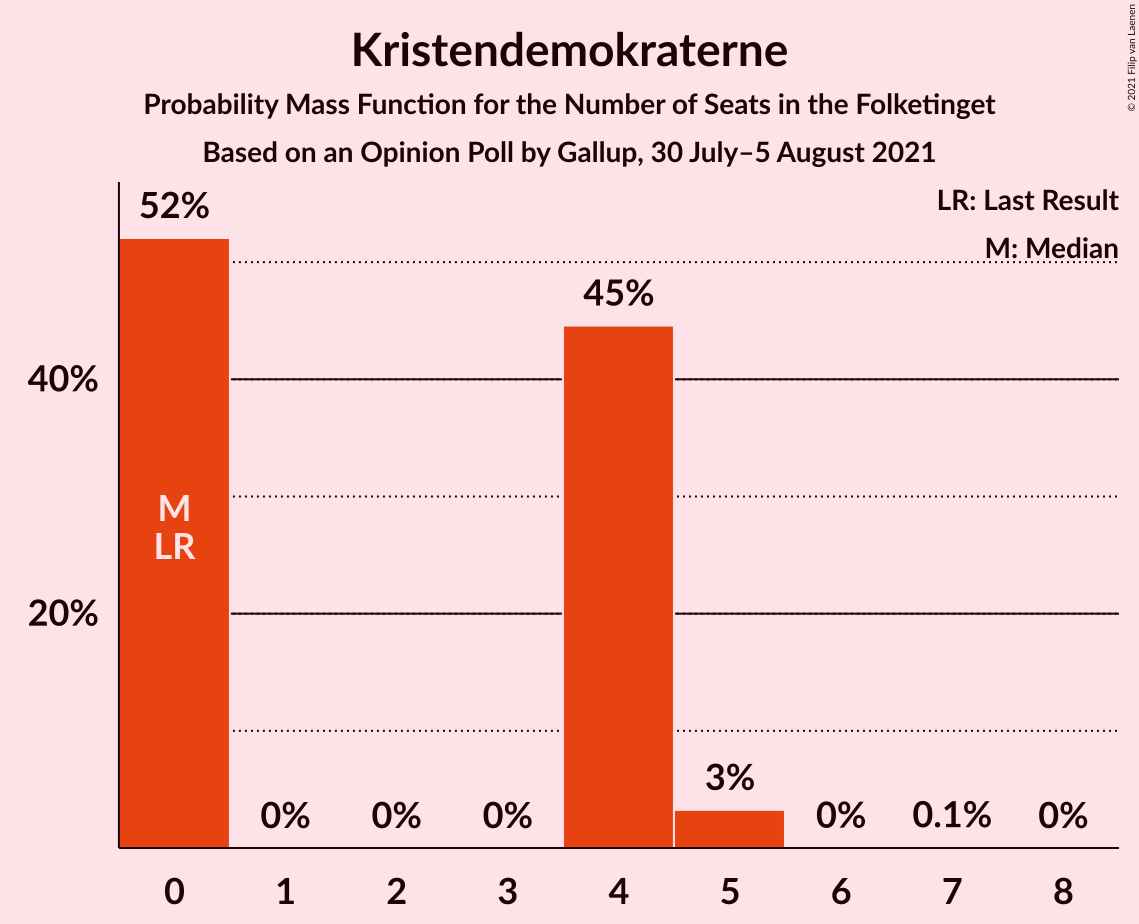 Kristendemokraterne
Probability Mass Function for the Number of Seats in the Folketinget
Based on an Opinion Poll by Gallup, 30 July–5 August 2021
© 2021 Filip van Laenen
LR: Last Result
M: Median
52%
45%
40%
M
LR
20%
3%
0% 0% 0% 0% 0.1% 0%
0 1 2 3 4 5 6 7 8